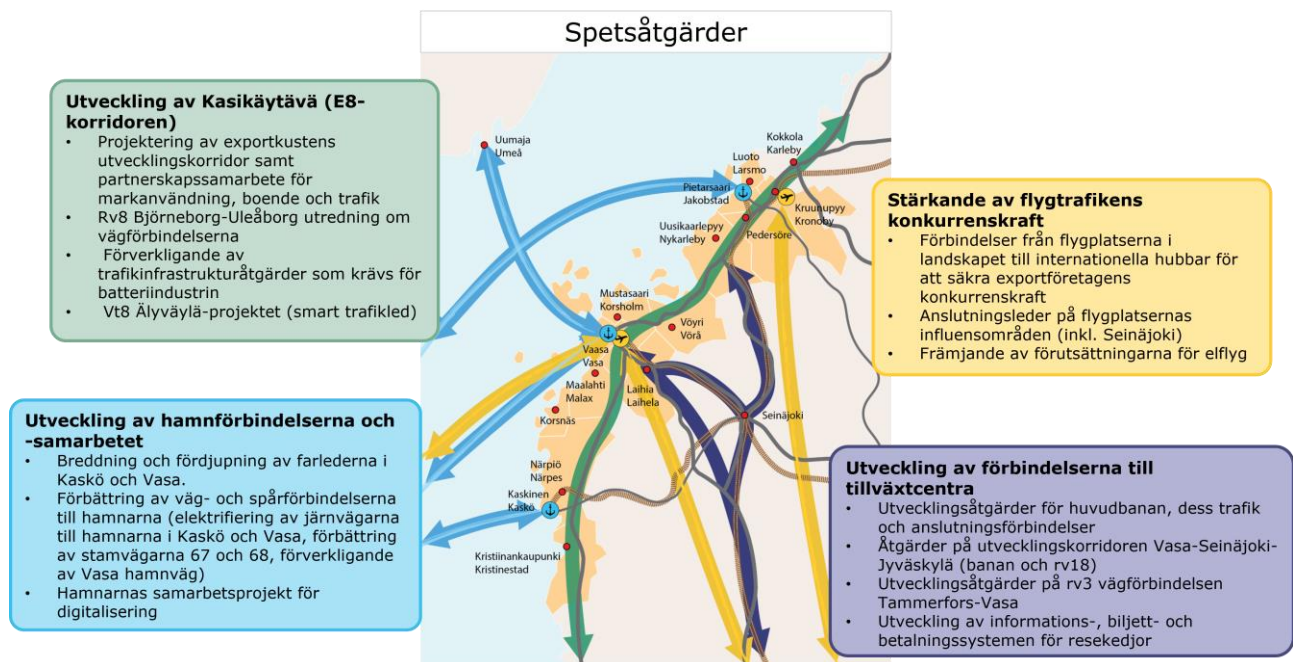 Spetsåtgärder
Utveckling av Kasikäytävä (E8-
korridoren)
• Projektering av exportkustens
utvecklingskorridor samt
partnerskapssamarbete för
markanvändning, boende och trafik
• Rv8 Björneborg-Uleåborg utredning om
vägförbindelserna
• Förverkligande av
trafikinfrastrukturåtgärder som krävs för
batteriindustrin
• Vt8 Älyväylä-projektet (smart trafikled)
Utveckling av hamnförbindelserna och
-samarbetet
• Breddning och fördjupning av farlederna i
Kaskö och Vasa.
• Förbättring av väg- och spårförbindelserna
till hamnarna (elektrifiering av järnvägarna
till hamnarna i Kaskö och Vasa, förbättring
av stamvägarna 67 och 68, förverkligande
av Vasa hamnväg)
• Hamnarnas samarbetsprojekt för
digitalisering
Uumaja
Umeå
Kokkola
Karleby
Luoto
Larsmo
Pietarsaari
Jakobstad
Kruunupyy
Kronoby
Uusikaarlepyy
Nykarleby
Pedersöre
Mustasaari
Korsholm
Vöyri
Vörå
Vaasa
Vasa
Maalahti
Malax
Laihia
Laihela
Korsnäs
Seinäjoki
Närpiö
Närpes
Kaskinen
Kaskö
Kristiinankaupunki
Kristinestad
Stärkande av flygtrafikens
konkurrenskraft
• Förbindelser från flygplatserna i
landskapet till internationella hubbar för
att säkra exportföretagens
konkurrenskraft
• Anslutningsleder på flygplatsernas
influensområden (inkl. Seinäjoki)
• Främjande av förutsättningarna för elflyg
Utveckling av förbindelserna till
tillväxtcentra
• Utvecklingsåtgärder för huvudbanan, dess trafik
och anslutningsförbindelser
• Åtgärder på utvecklingskorridoren Vasa-Seinäjoki-
Jyväskylä (banan och rv18)
• Utvecklingsåtgärder på rv3 vägförbindelsen
Tammerfors-Vasa
• Utveckling av informations-, biljett- och
betalningssystemen för resekedjor